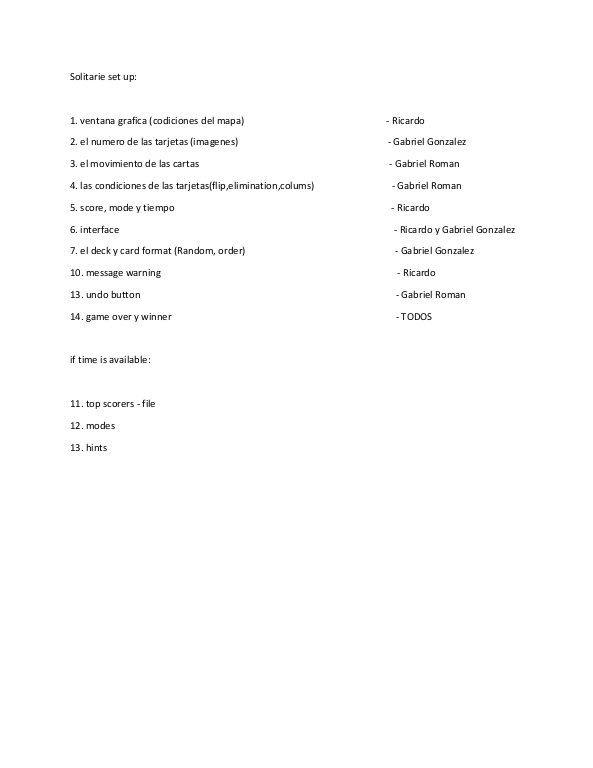 Solitarie set up:
1. ventana grafica (codiciones del mapa) - Ricardo
2. el numero de las tarjetas (imagenes) - Gabriel Gonzalez
3. el movimiento de las cartas - Gabriel Roman
4. las condiciones de las tarjetas(flip,elimination,colums) - Gabriel Roman
5. score, mode y tiempo - Ricardo
6. interface - Ricardo y Gabriel Gonzalez
7. el deck y card format (Random, order) - Gabriel Gonzalez
10. message warning - Ricardo
13. undo button - Gabriel Roman
14. game over y winner - TODOS
if time is available:
11. top scorers - file
12. modes
13. hints